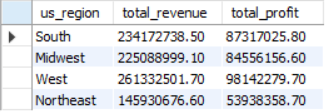 us_region total_revenue total_profit
South 234172738.50 87317025.80
Midwest 225088999.10 84556156.60
West 261332501.70 98142279.70
Northeast 145930676.60 53938358.70